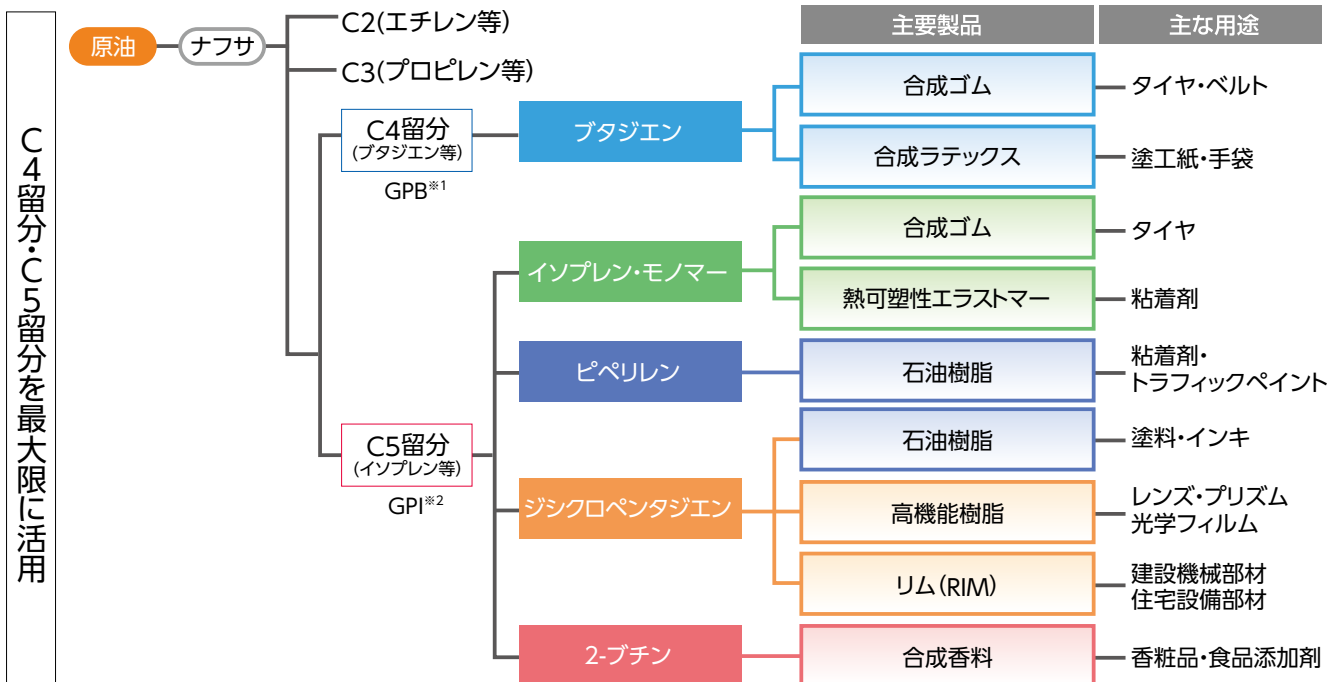 C4留分・C5留分を最大限に活用
原油
ナフサ
C2(エチレン等)
C3(プロピレン等)
C4留分
(ブタジエン等)
GPB※1
C5留分
(イソプレン等)
GPI※2
ブタジエン
イソプレン・モノマー
ピペリレン
ジシクロペンタジエン
2-ブチン
主要製品
主な用途
合成ゴム
タイヤ・ベルト
合成ラテックス
塗工紙・手袋
合成ゴム
タイヤ
熱可塑性エラストマー
粘着剤
石油樹脂
粘着剤・
トラフィックペイント
石油樹脂
塗料・インキ
高機能樹脂
レンズ・プリズム
光学フィルム
リム(RIM)
建設機械部材
住宅設備部材
合成香料
香粧品・食品添加剤